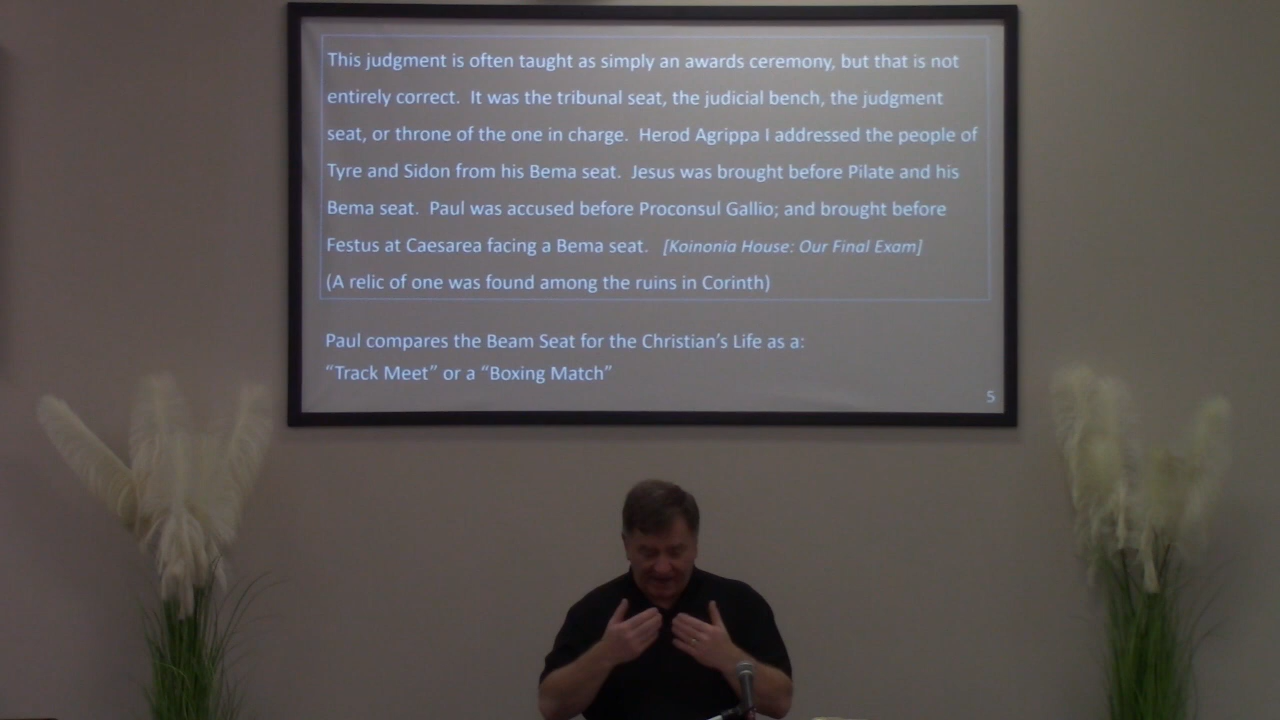 This judgment is often taught as simply an awards ceremony, but that is not
entirely correct.  It was the tribunal seat, the judicial bench, the judgment
seat, or throne of the one in charge.  Herod Agrippa I addressed the people of
Tyre and Sidon from his Bema seat.  Jesus was brought before Pilate and his
Bema seat.  Paul was accused before Proconsul Gallio; and brought before
Festus at Caesarea facing a Bema seat.   [Koinonia House: Our Final Exam]
(A relic of one was found among the ruins in Corinth)
Paul compares the Beam Seat for the Christian’s Life as a:
“Track Meet” or a “Boxing Match”
5